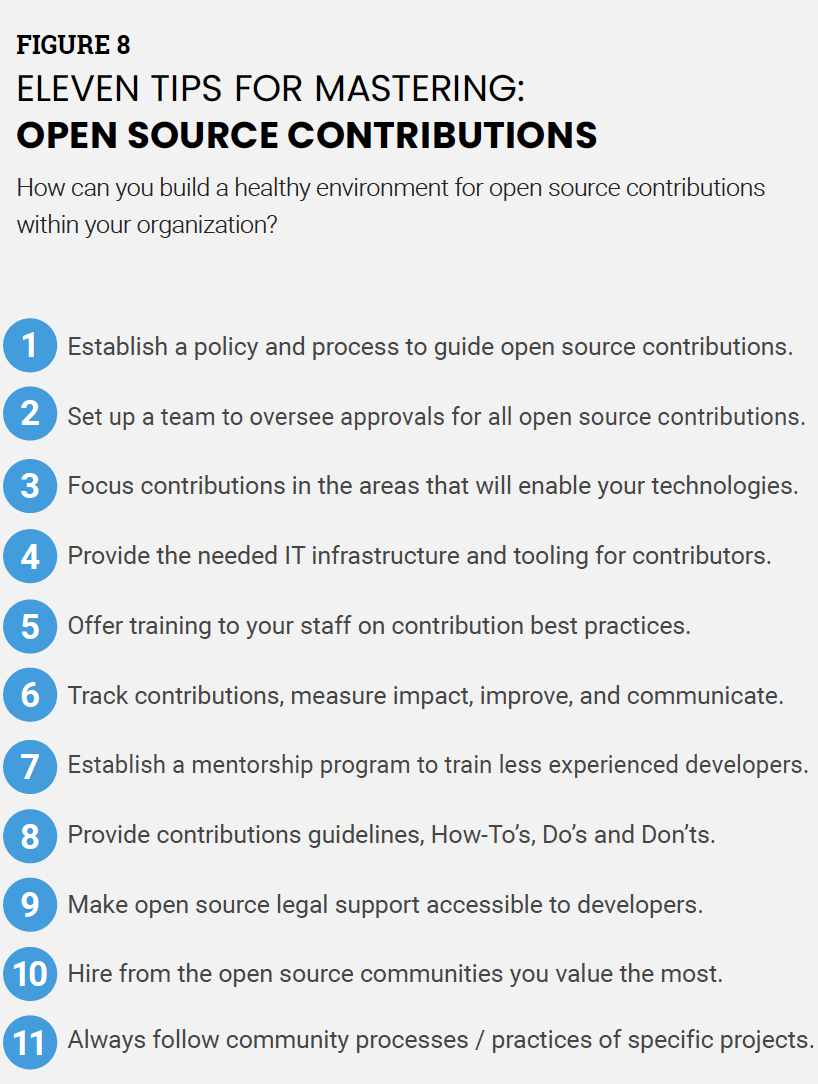 FIGURE 8
ELEVEN TIPS FOR MASTERING:
OPEN SOURCE CONTRIBUTIONS
How can you build a healthy environment for open source contributions
within your organization?
1 Establish a policy and process to guide open source contributions.
2 Set up a team to oversee approvals for all open source contributions.
3 Focus contributions in the areas that will enable your technologies.
4 Provide the needed IT infrastructure and tooling for contributors.
5 Offer training to your staff on contribution best practices.
6 Track contributions, measure impact, improve, and communicate.
7 Establish a mentorship program to train less experienced developers.
8 Provide contributions guidelines, How-To’s, Do’s and Don’ts.
9 Make open source legal support accessible to developers.
10 Hire from the open source communities you value the most.
11 Always follow community processes / practices of specific projects.